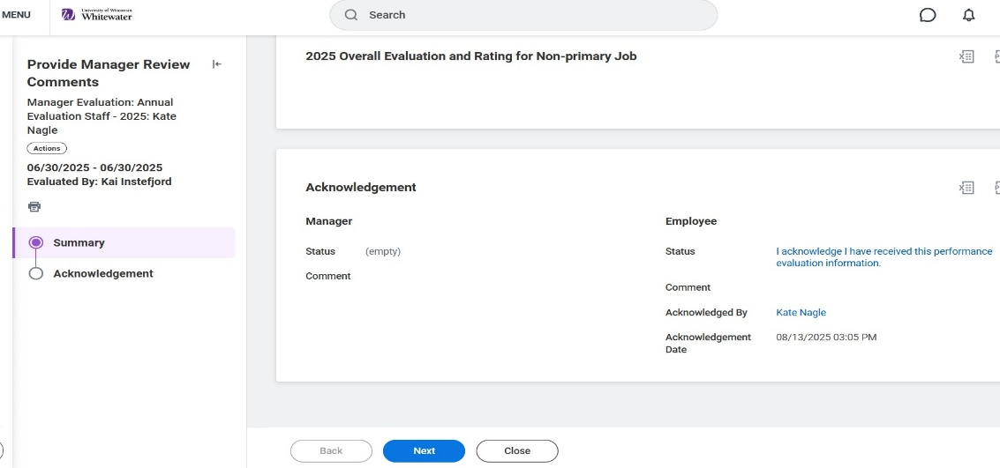 MENU
University of Wisconsin
Whitewater
Search
Provide Manager Review
Comments
Manager Evaluation: Annual
Evaluation Staff - 2025: Kate
Nagle
Actions
06/30/2025 - 06/30/2025
Evaluated By: Kai Instefjord
Summary
Acknowledgement
2025 Overall Evaluation and Rating for Non-primary Job
Acknowledgement
Manager
Status (empty)
Comment
Employee
Status I acknowledge I have received this performance
evaluation information.
Comment
Acknowledged By Kate Nagle
Acknowledgement 08/13/2025 03:05 PM
Date
Back Next Close